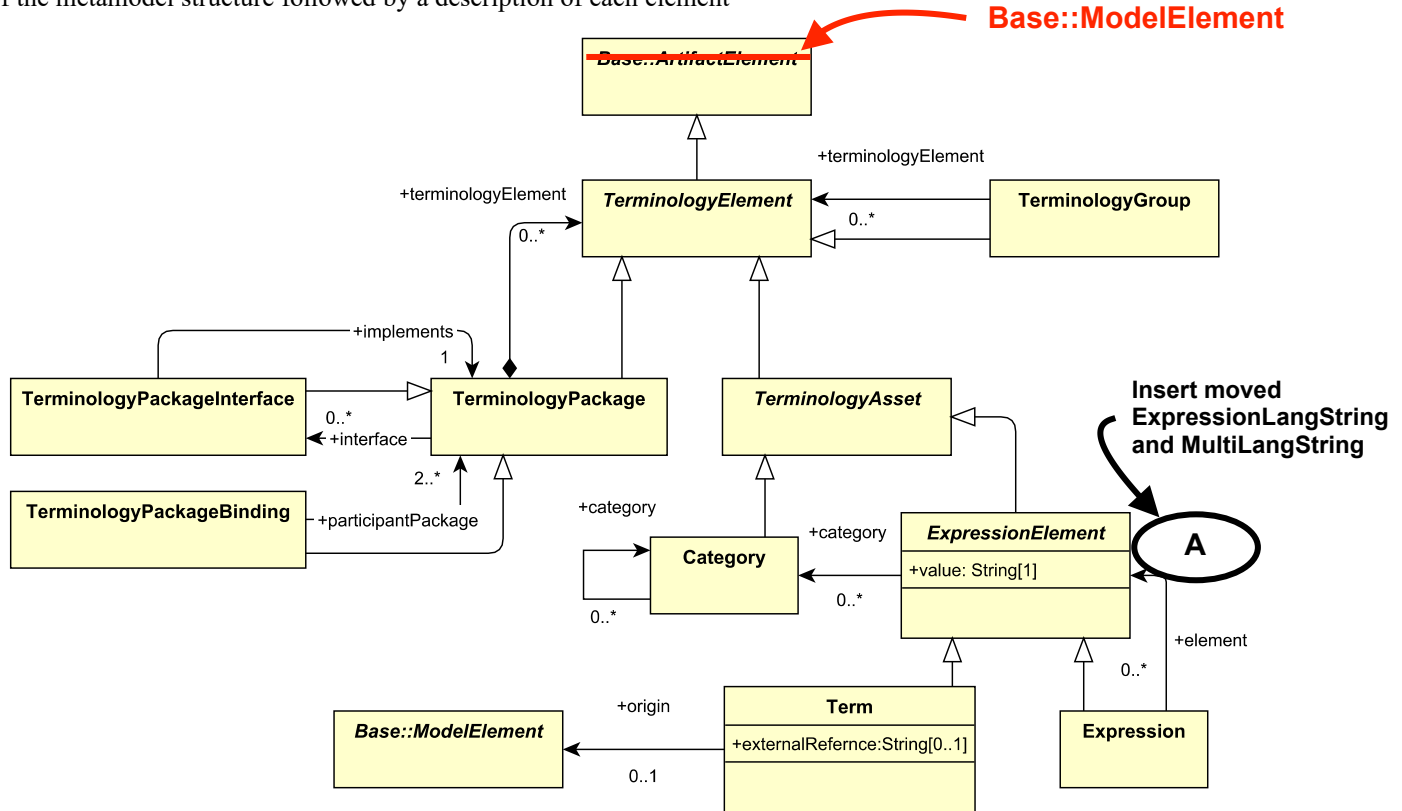 of the metamodel structure followed by a description of each element
Base::ModelElement
Base::ArtifactElement
+terminologyElement
+terminologyElement
TerminologyElement
TerminologyGroup
0..*
0..*
+implements
1
TerminologyPackageInterface
TerminologyPackage
TerminologyAsset
Insert moved
ExpressionLangString
and MultiLangString
0..*
+interface
2..*
TerminologyPackageBinding
+participantPackage
+category
+category
ExpressionElement
A
Category
+value: String[1]
0..*
0..*
+element
0..*
+origin
Term
Base::ModelElement
Expression
+externalRefernce:String[0..1]
0..1